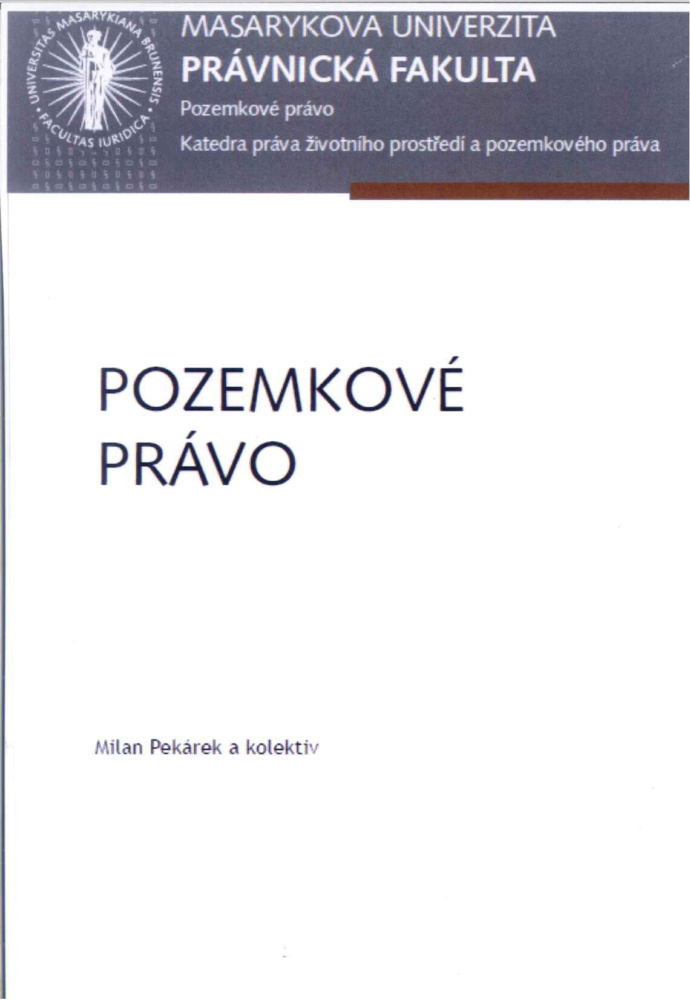 UNIVERSITAS MASARYKIANA BRUNENSIS
• FACULTAS IURIDICA •
MASARYKOVA UNIVERZITA
PRÁVNICKÁ FAKULTA
Pozemkové právo
Katedra práva životního prostředí a pozemkového práva
POZEMKOVÉ
PRÁVO
Milan Pekárek a kolektiv